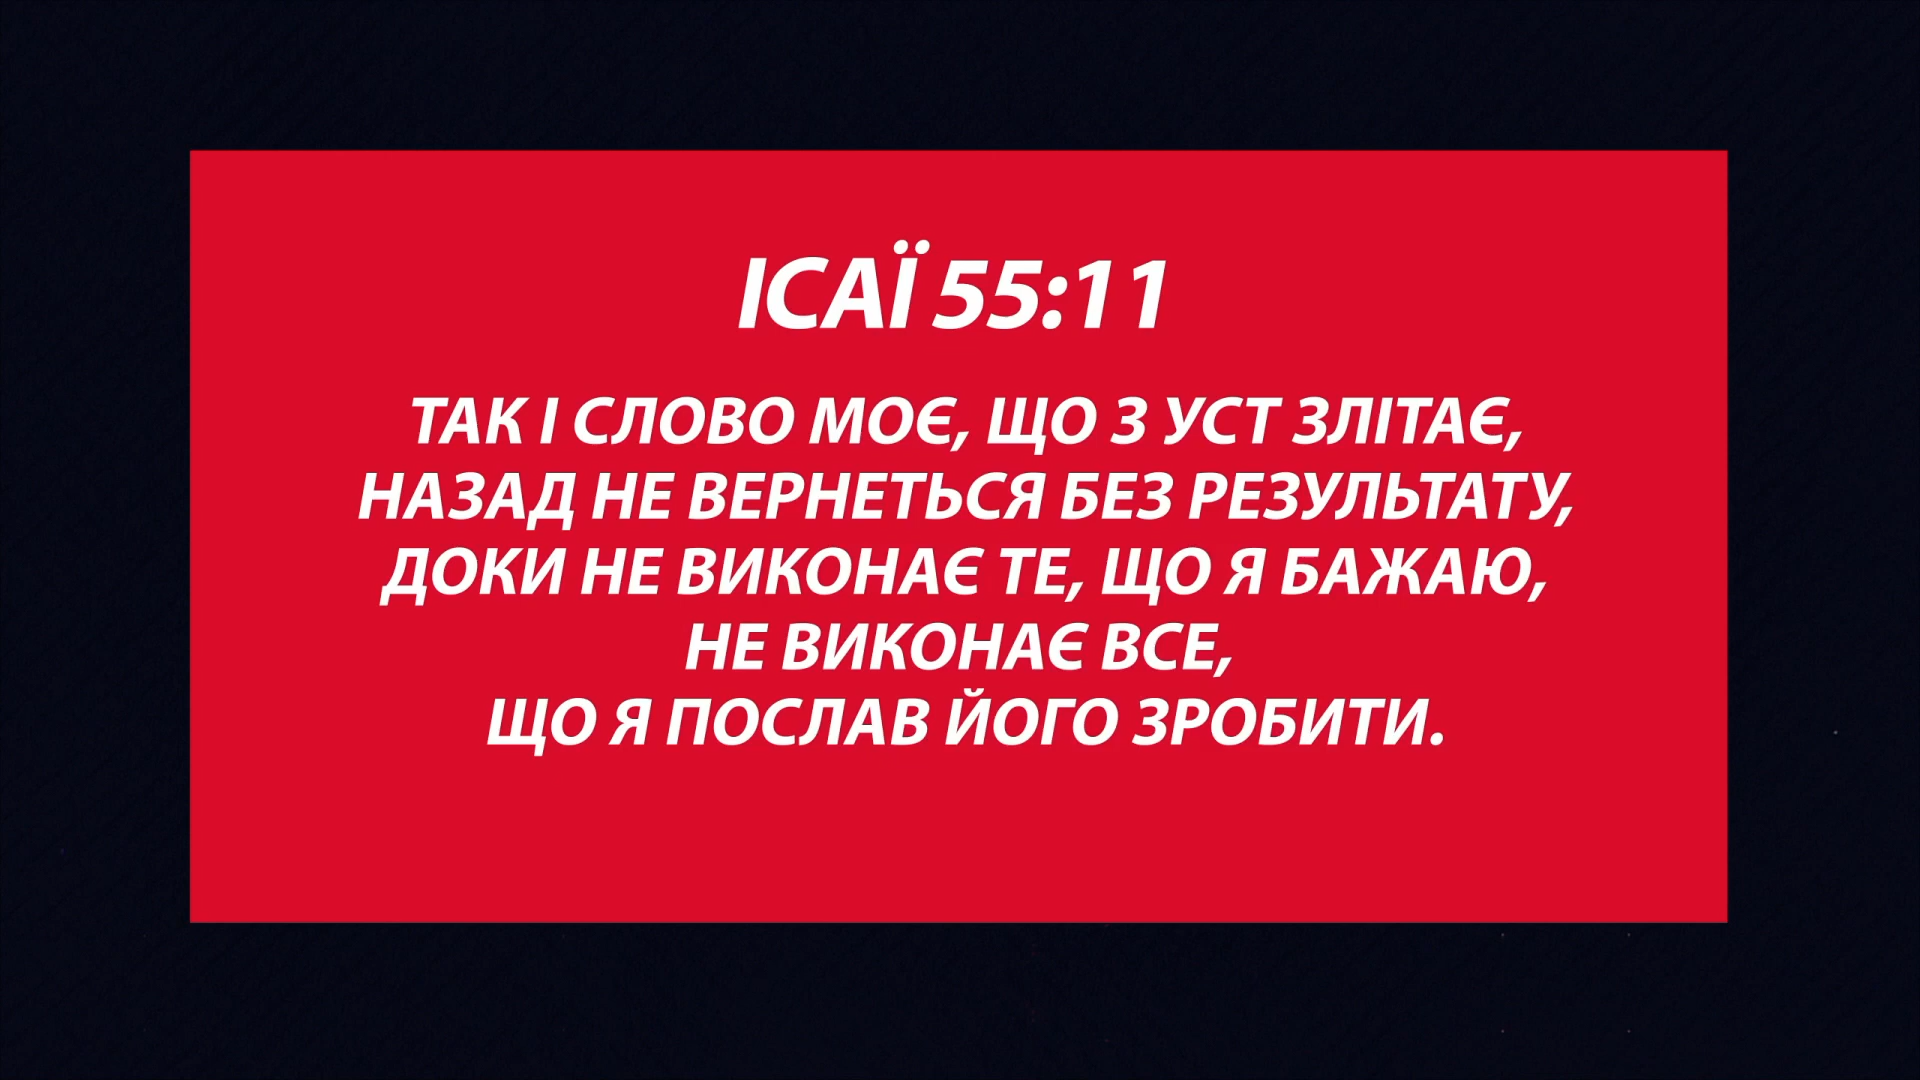 ІСАЇ 55:11
ТАК І СЛОВО МОЄ, ЩО З УСТ ЗЛІТАЄ,
НАЗАД НЕ ВЕРНЕТЬСЯ БЕЗ РЕЗУЛЬТАТУ,
ДОКИ НЕ ВИКОНАЄ ТЕ, ЩО Я БАЖАЮ,
НЕ ВИКОНАЄ ВСЕ,
ЩО Я ПОСЛАВ ЙОГО ЗРОБИТИ.